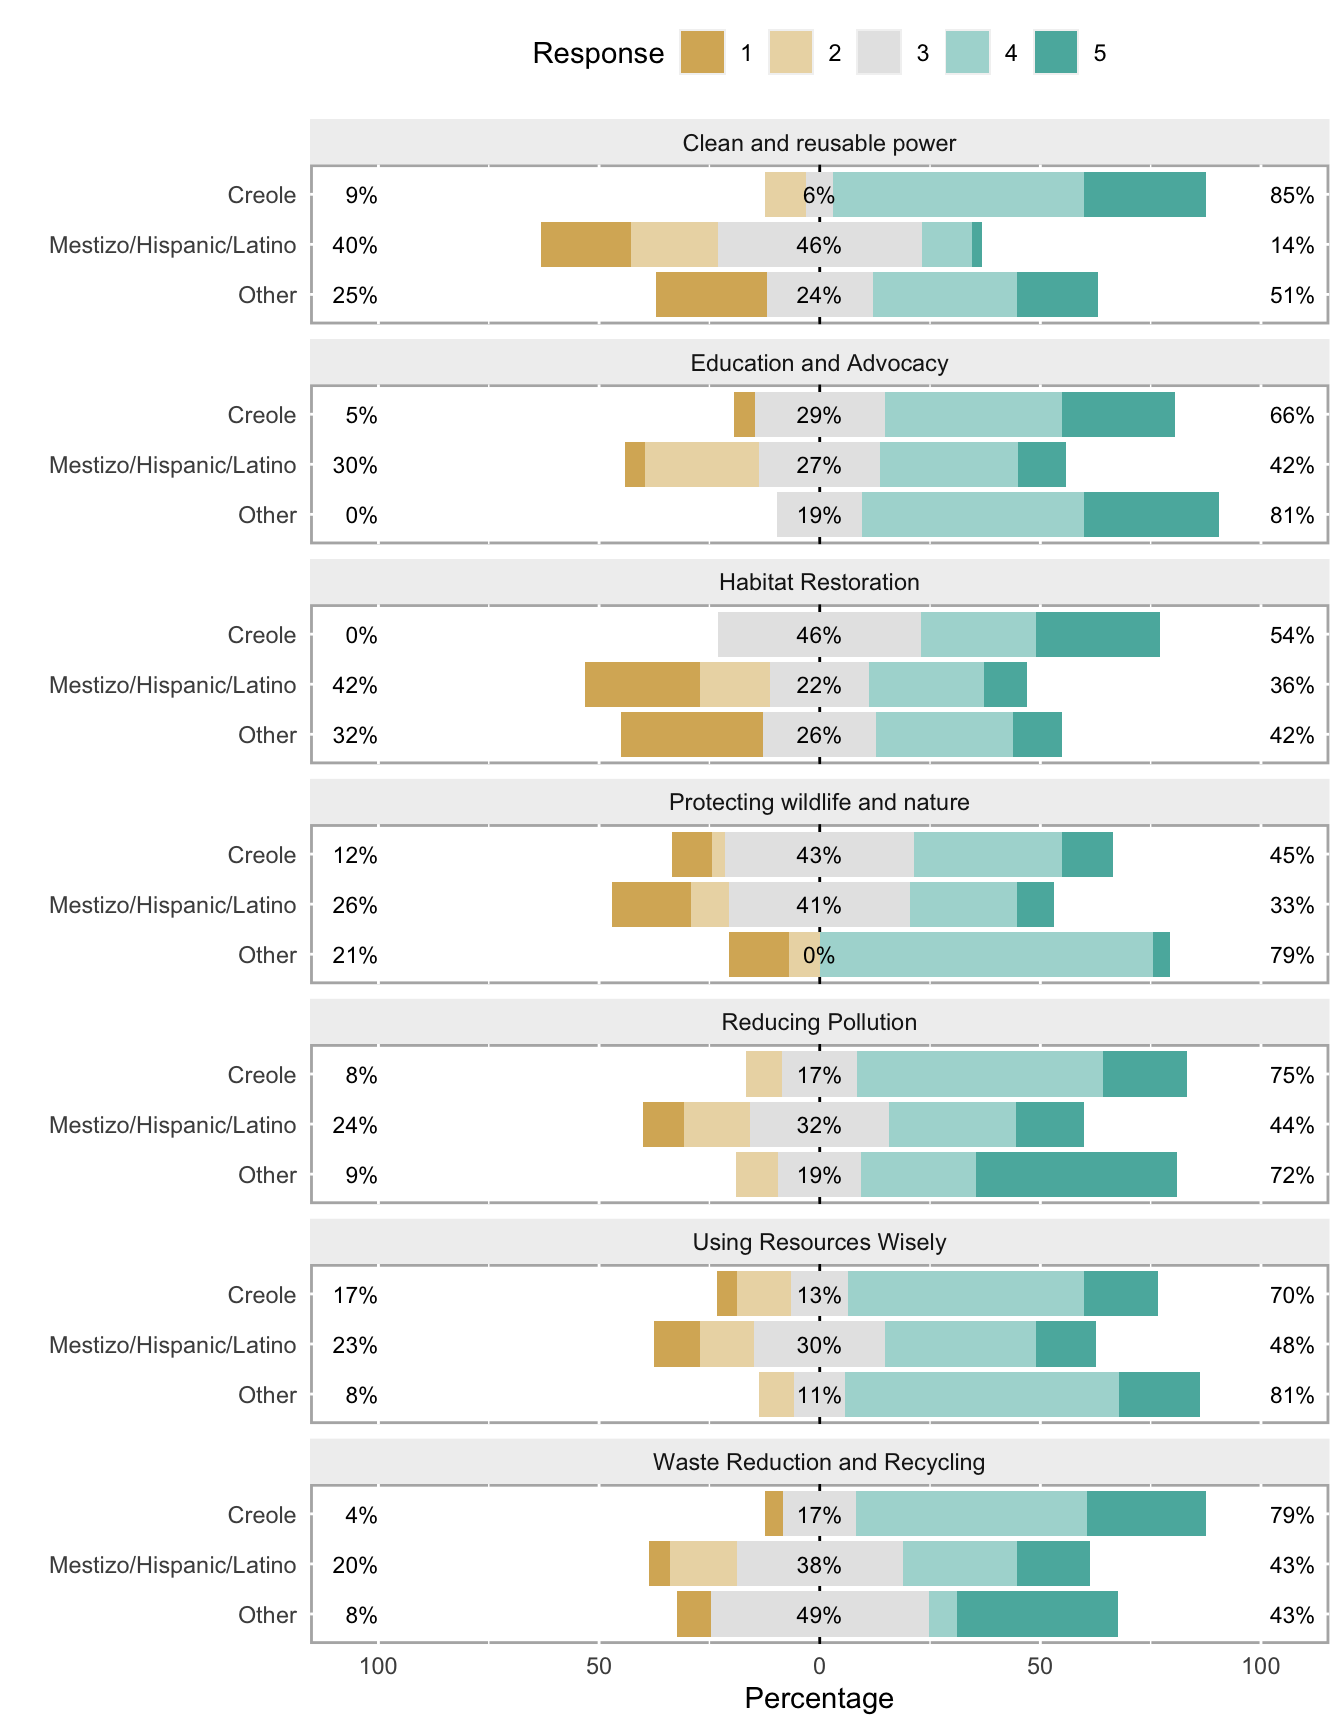 Response 1 2 3 4 5
Clean and reusable power
Creole 9% 6% 85%
Mestizo/Hispanic/Latino 40% 46% 14%
Other 25% 24% 51%
Education and Advocacy
Creole 5% 29% 66%
Mestizo/Hispanic/Latino 30% 27% 42%
Other 0% 19% 81%
Habitat Restoration
Creole 0% 46% 54%
Mestizo/Hispanic/Latino 42% 22% 36%
Other 32% 26% 42%
Protecting wildlife and nature
Creole 12% 43% 45%
Mestizo/Hispanic/Latino 26% 41% 33%
Other 21% 0% 79%
Reducing Pollution
Creole 8% 17% 75%
Mestizo/Hispanic/Latino 24% 32% 44%
Other 9% 19% 72%
Using Resources Wisely
Creole 17% 13% 70%
Mestizo/Hispanic/Latino 23% 30% 48%
Other 8% 11% 81%
Waste Reduction and Recycling
Creole 4% 17% 79%
Mestizo/Hispanic/Latino 20% 38% 43%
Other 8% 49% 43%
100 50 0 50 100
Percentage